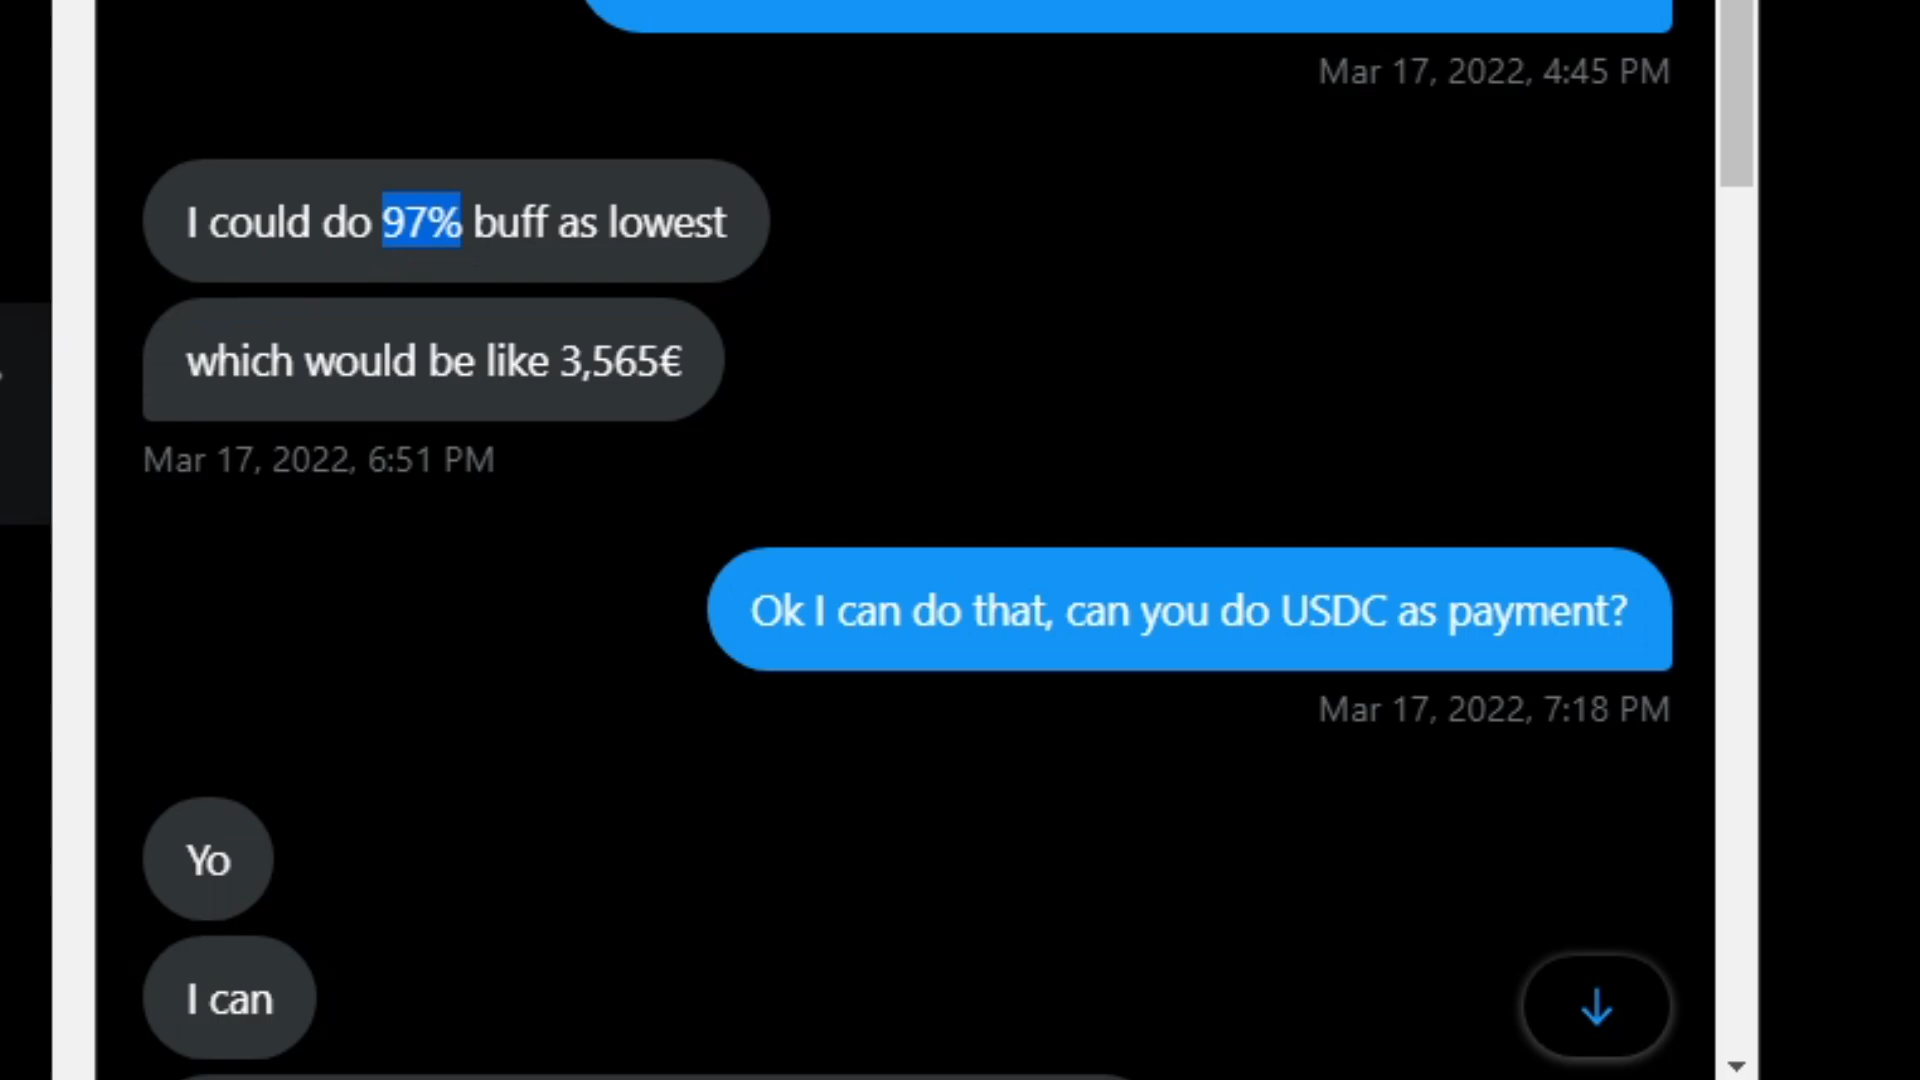 Mar 17, 2022, 4:45 PM
I could do 97% buff as lowest
which would be like 3,565€
Mar 17, 2022, 6:51 PM
Ok I can do that, can you do USDC as payment?
Mar 17, 2022, 7:18 PM
Yo
I can